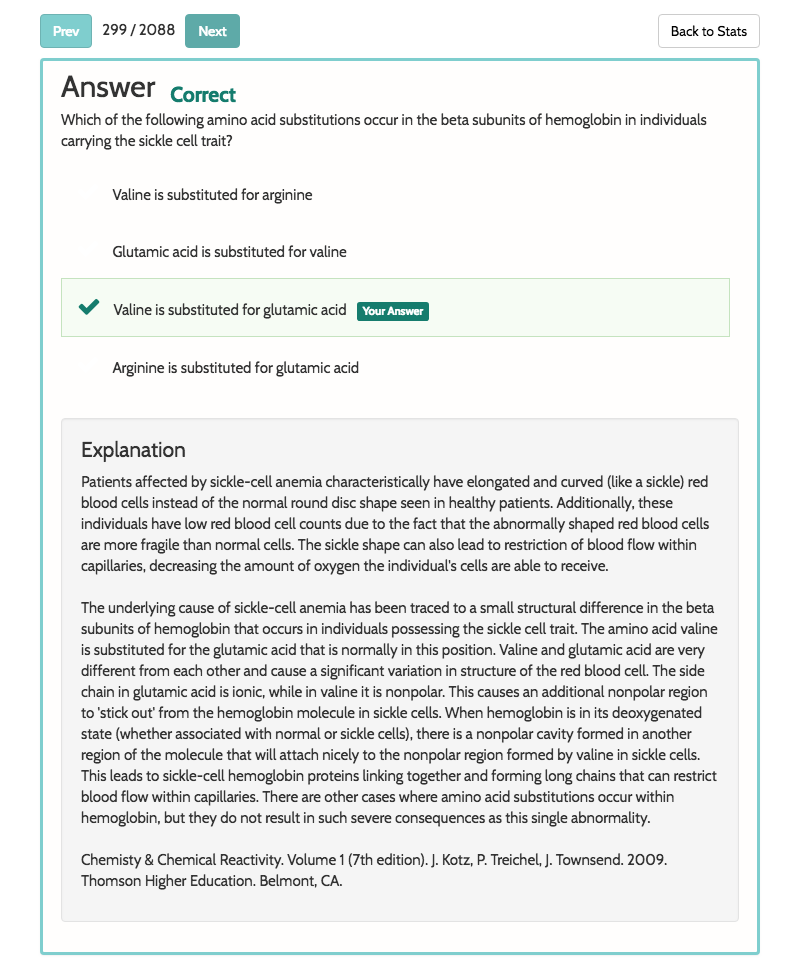 Prev 299 / 2088 Next Back to Stats
Answer Correct
Which of the following amino acid substitutions occur in the beta subunits of hemoglobin in individuals
carrying the sickle cell trait?
Valine is substituted for arginine
Glutamic acid is substituted for valine
Valine is substituted for glutamic acid Your Answer
Arginine is substituted for glutamic acid
Explanation
Patients affected by sickle-cell anemia characteristically have elongated and curved (like a sickle) red
blood cells instead of the normal round disc shape seen in healthy patients. Additionally, these
individuals have low red blood cell counts due to the fact that the abnormally shaped red blood cells
are more fragile than normal cells. The sickle shape can also lead to restriction of blood flow within
capillaries, decreasing the amount of oxygen the individual's cells are able to receive.
The underlying cause of sickle-cell anemia has been traced to a small structural difference in the beta
subunits of hemoglobin that occurs in individuals possessing the sickle cell trait. The amino acid valine
is substituted for the glutamic acid that is normally in this position. Valine and glutamic acid are very
different from each other and cause a significant variation in structure of the red blood cell. The side
chain in glutamic acid is ionic, while in valine it is nonpolar. This causes an additional nonpolar region
to 'stick out' from the hemoglobin molecule in sickle cells. When hemoglobin is in its deoxygenated
state (whether associated with normal or sickle cells), there is a nonpolar cavity formed in another
region of the molecule that will attach nicely to the nonpolar region formed by valine in sickle cells.
This leads to sickle-cell hemoglobin proteins linking together and forming long chains that can restrict
blood flow within capillaries. There are other cases where amino acid substitutions occur within
hemoglobin, but they do not result in such severe consequences as this single abnormality.
Chemisty & Chemical Reactivity. Volume 1 (7th edition). J. Kotz, P. Treichel, J. Townsend. 2009.
Thomson Higher Education. Belmont, CA.